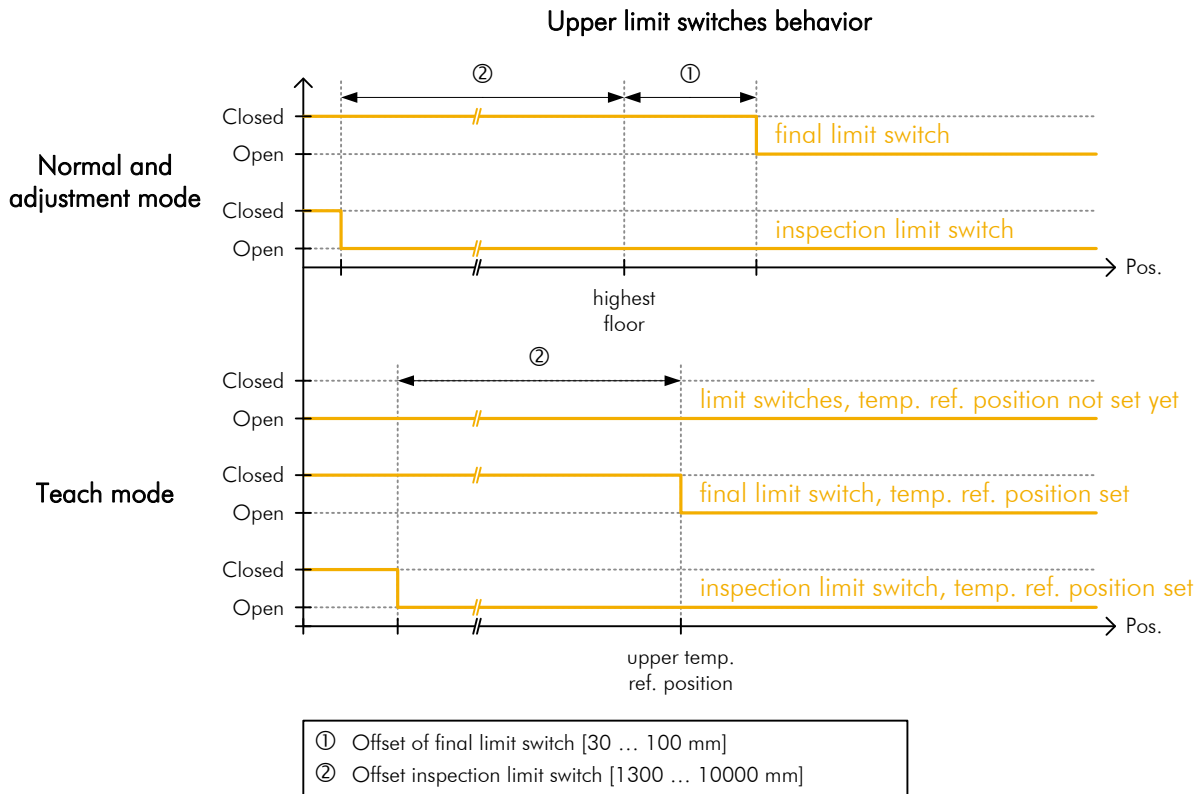 Upper limit switches behavior
② ①
Closed
final limit switch
Open
Normal and
adjustment mode
Closed
inspection limit switch
Open
Pos.
highest
floor
②
Closed
limit switches, temp. ref. position not set yet
Open
Teach mode
Closed
final limit switch, temp. ref. position set
Open
Closed
inspection limit switch, temp. ref. position set
Open
Pos.
upper temp.
ref. position
① Offset of final limit switch [30 … 100 mm]
② Offset inspection limit switch [1300 … 10000 mm]